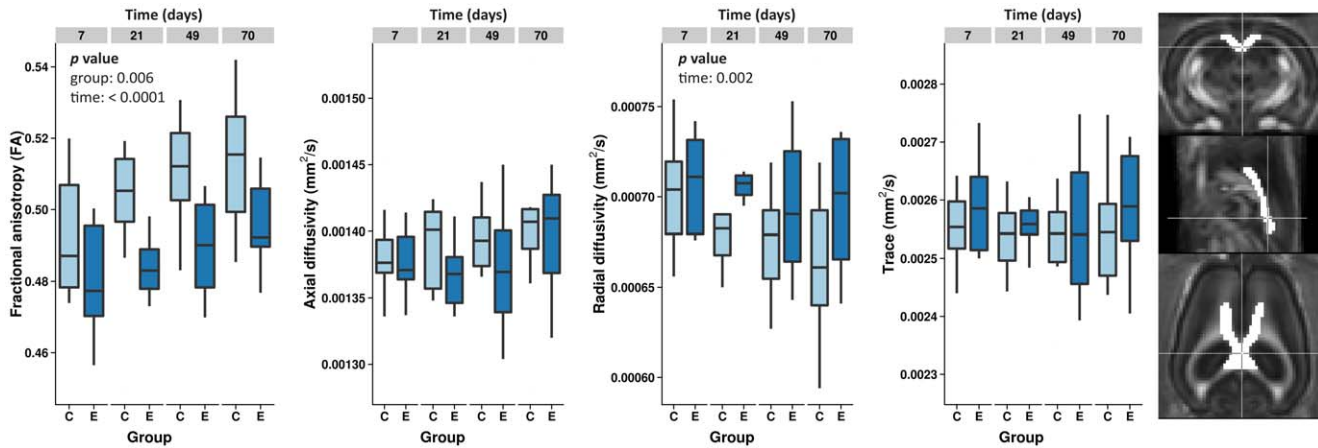 Time (days)
7 21 49 70
p value
group: 0.006
time: < 0.0001
Fractional anisotropy (FA)
0.54
0.52
0.50
0.48
0.46
C E C E C E C E
Group
Time (days)
7 21 49 70
Axial diffusivity (mm²/s)
0.00150
0.00145
0.00140
0.00135
0.00130
C E C E C E C E
Group
Time (days)
7 21 49 70
p value
time: 0.002
Radial diffusivity (mm²/s)
0.00075
0.00070
0.00065
0.00060
C E C E C E C E
Group
Time (days)
7 21 49 70
Trace (mm²/s)
0.0028
0.0027
0.0026
0.0025
0.0024
0.0023
C E C E C E C E
Group